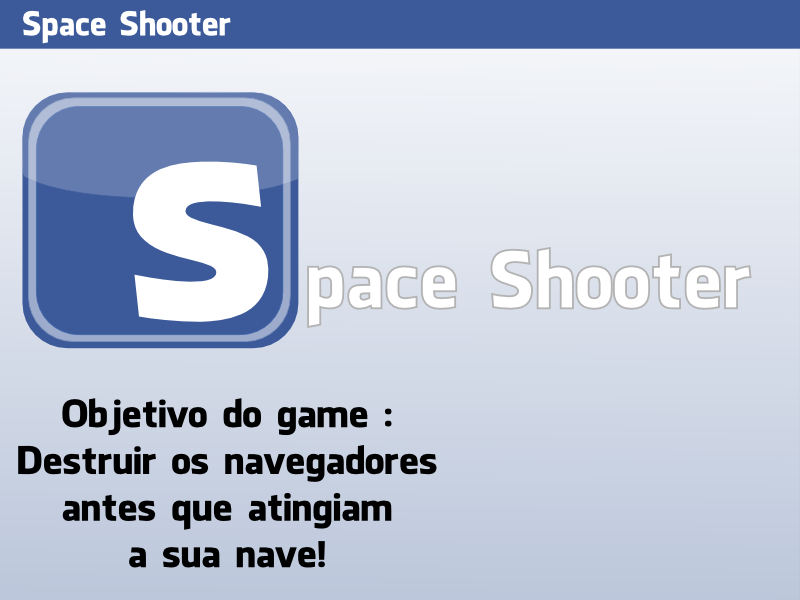 Space Shooter
Space Shooter
Objetivo do game :
Destruir os navegadores
antes que atingiam
a sua nave!